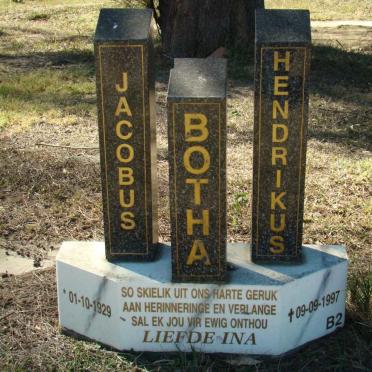 JACOBUS
BOTHA
HENDRIKUS
SO SKIELIK UIT ONS HARTE GERUK
*01-10-1929
AAN HERINNERINGE EN VERLANGE
†09-09-1997
SAL EK JOU VIR EWIG ONTHOU
B2
LIEFDE INA